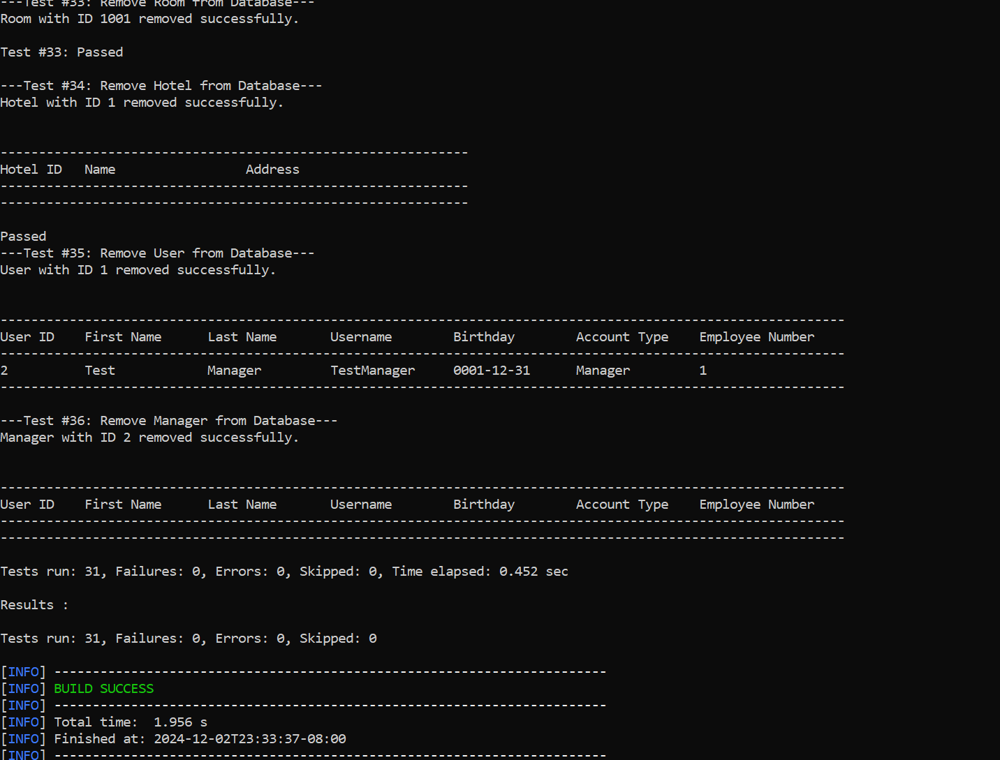 ---Test #33: Remove Room from Database---
Room with ID 1001 removed successfully.
Test #33: Passed
---Test #34: Remove Hotel from Database---
Hotel with ID 1 removed successfully.
-------------------------------------------------------------
Hotel ID   Name                 Address
-------------------------------------------------------------
-------------------------------------------------------------
Passed
---Test #35: Remove User from Database---
User with ID 1 removed successfully.
--------------------------------------------------------------------------------------------------------------
User ID    First Name      Last Name       Username        Birthday        Account Type    Employee Number
--------------------------------------------------------------------------------------------------------------
2          Test            Manager         TestManager     0001-12-31      Manager         1
--------------------------------------------------------------------------------------------------------------
---Test #36: Remove Manager from Database---
Manager with ID 2 removed successfully.
--------------------------------------------------------------------------------------------------------------
User ID    First Name      Last Name       Username        Birthday        Account Type    Employee Number
--------------------------------------------------------------------------------------------------------------
--------------------------------------------------------------------------------------------------------------
Tests run: 31, Failures: 0, Errors: 0, Skipped: 0, Time elapsed: 0.452 sec
Results :
Tests run: 31, Failures: 0, Errors: 0, Skipped: 0
[INFO] ------------------------------------------------------------------------
[INFO] BUILD SUCCESS
[INFO] ------------------------------------------------------------------------
[INFO] Total time:  1.956 s
[INFO] Finished at: 2024-12-02T23:33:37-08:00
[INFO] ------------------------------------------------------------------------